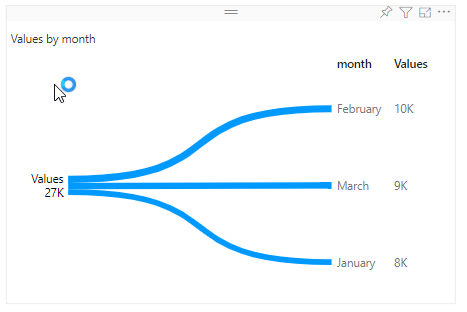 Values by month
month Values
February 10K
Values
27K
March 9K
January 8K